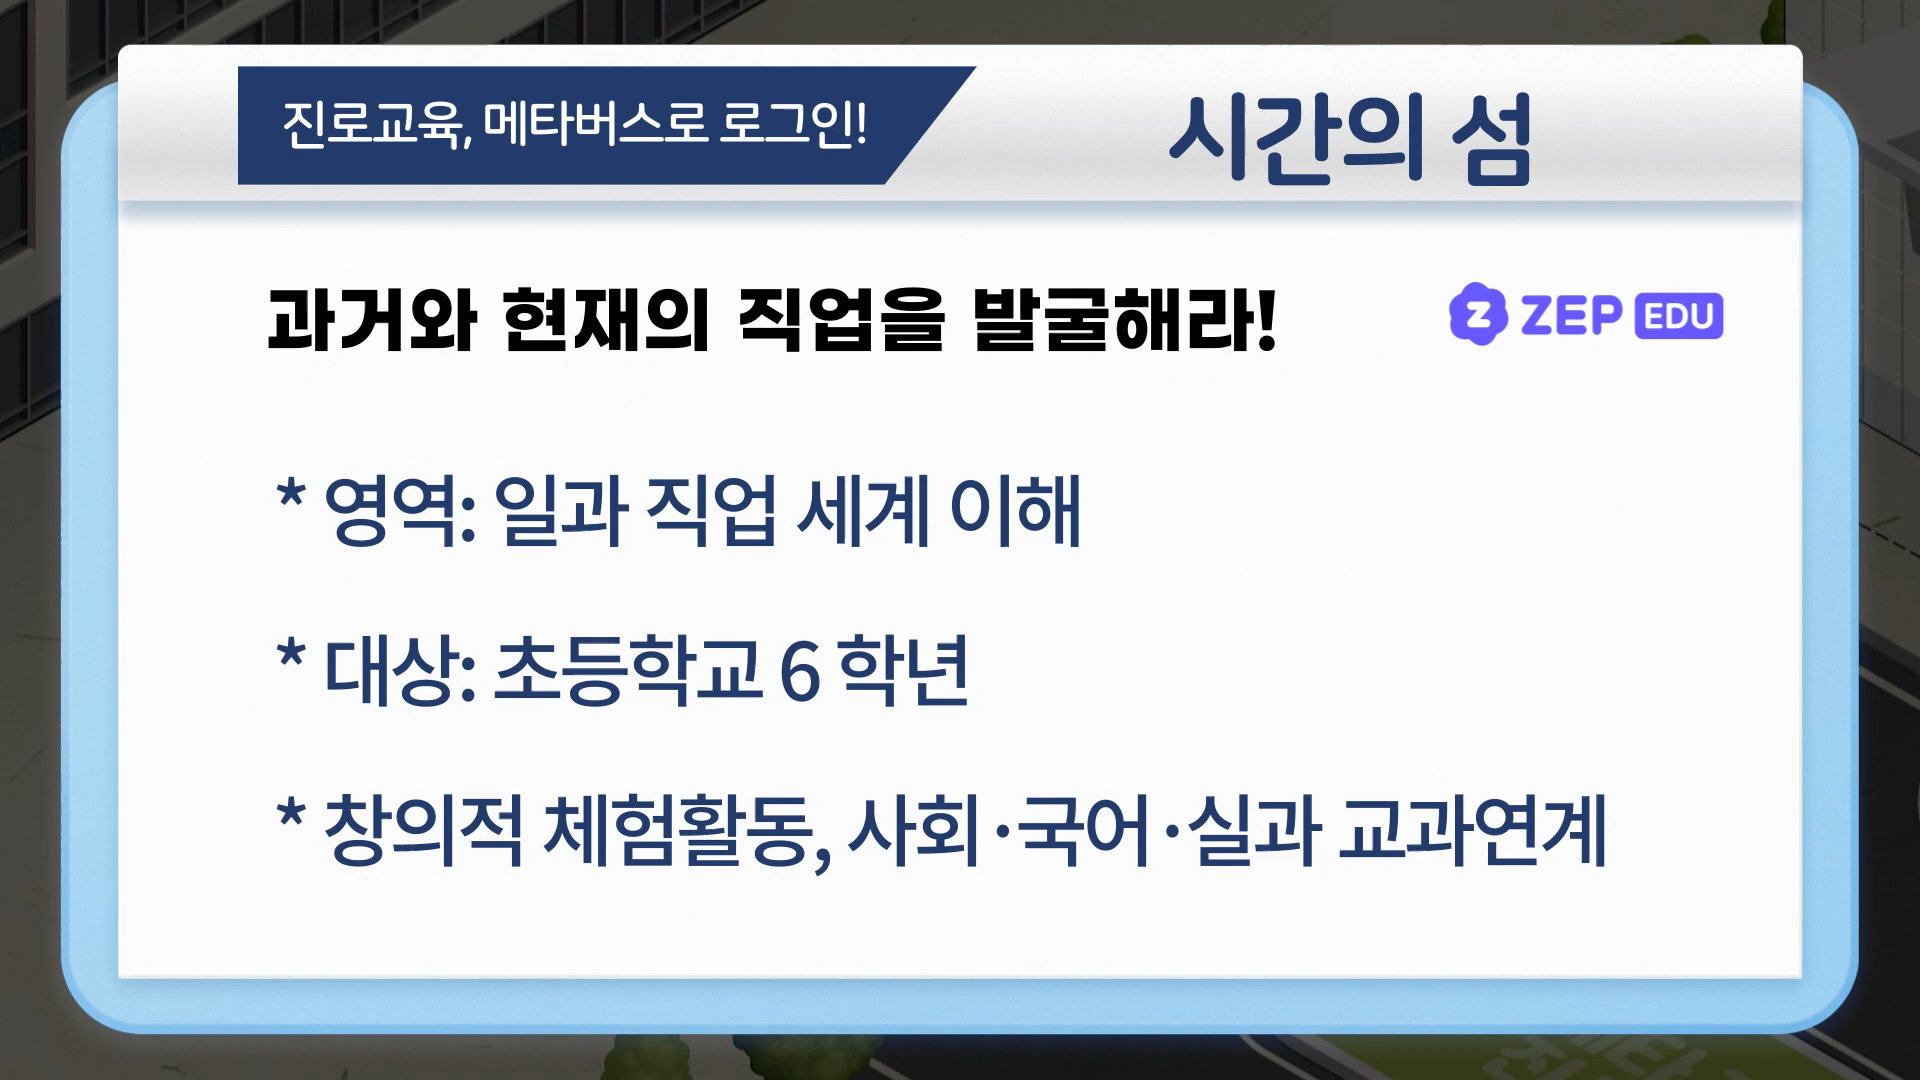 진로교육, 메타버스로 로그인!
시간의 섬
과거와 현재의 직업을 발굴해라!
ZEP EDU
* 영역: 일과 직업 세계 이해
* 대상: 초등학교 6 학년
* 창의적 체험활동, 사회·국어·실과 교과연계